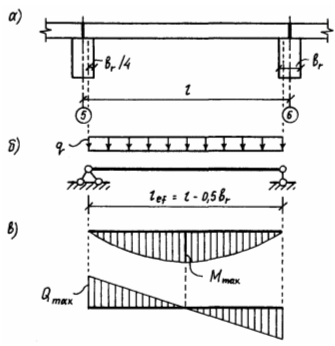 а)
b_r/4
b_r
l
5
6
б)
q
l_ef = l - 0,5 b_r
в)
M_max
Q_max